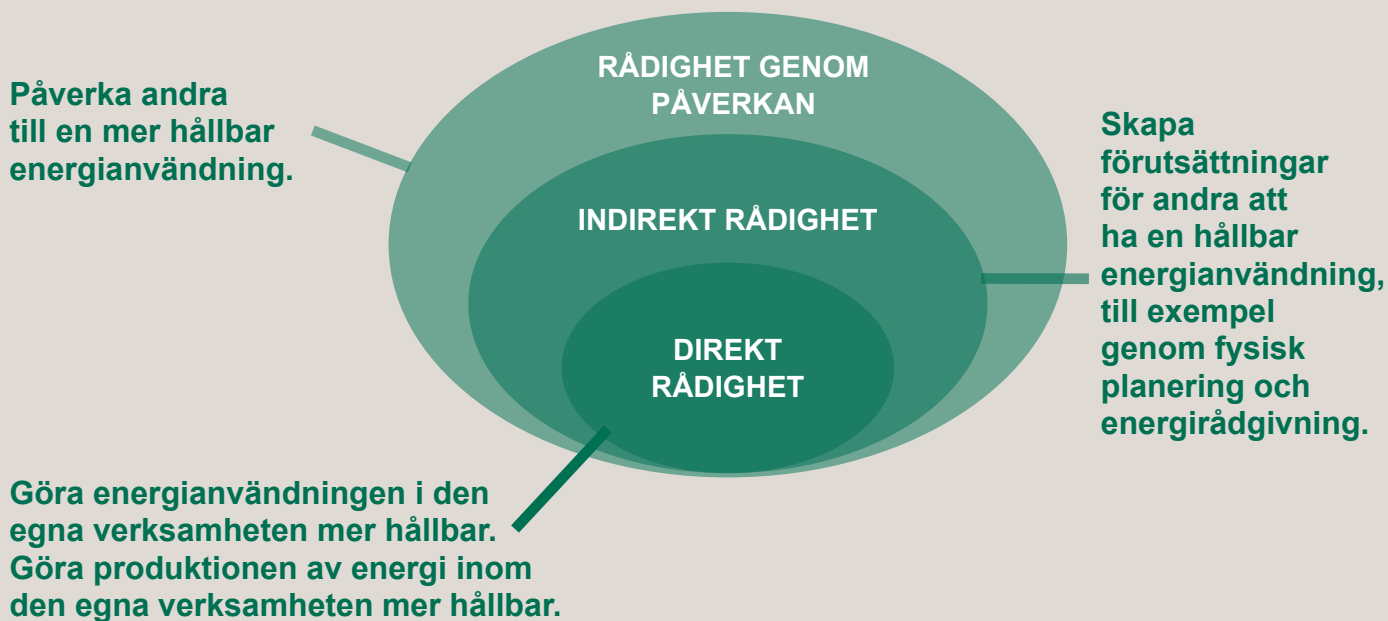 RÅDIGHET GENOM
PÅVERKAN
Påverka andra
till en mer hållbar
energianvändning.
INDIREKT RÅDIGHET
Skapa
förutsättningar
för andra att
ha en hållbar
energianvändning,
till exempel
genom fysisk
planering och
energirådgivning.
DIREKT
RÅDIGHET
Göra energianvändningen i den
egna verksamheten mer hållbar.
Göra produktionen av energi inom
den egna verksamheten mer hållbar.